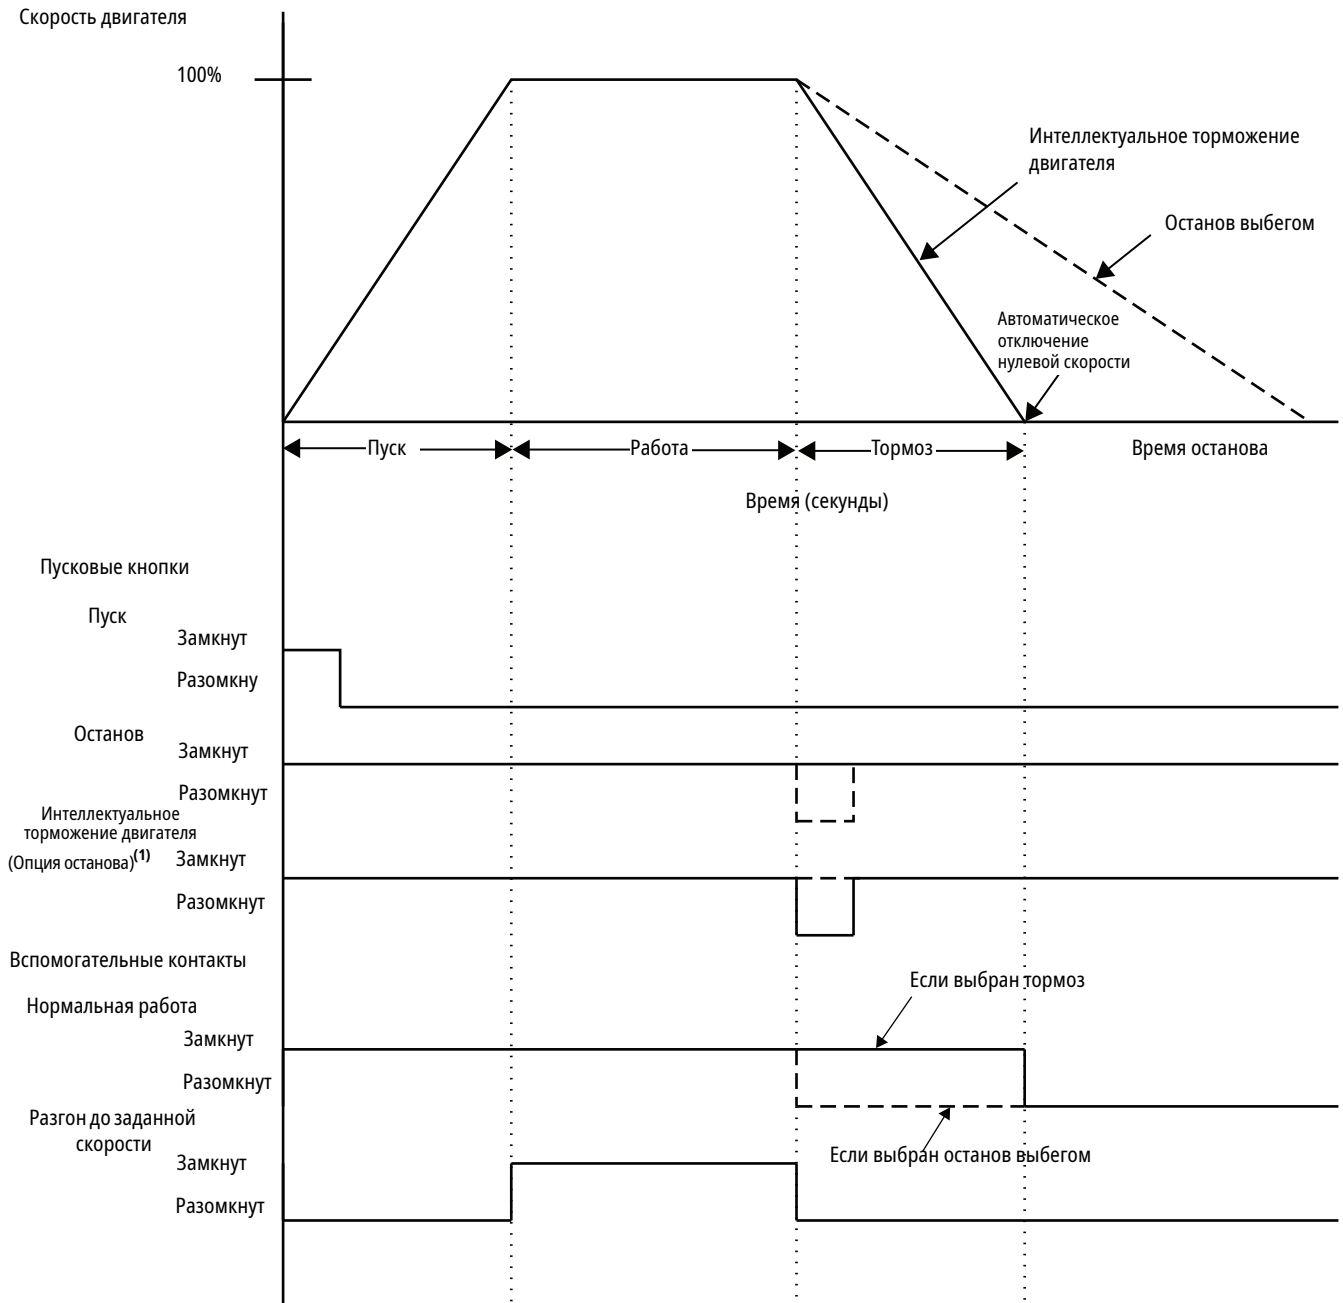 Скорость двигателя
100%
Интеллектуальное торможение
двигателя
Останов выбегом
Автоматическое
отключение
нулевой скорости
Пуск
Работа
Тормоз
Время останова
Время (секунды)
Пусковые кнопки
Пуск
Замкнут
Разомкну
Останов
Замкнут
Разомкнут
Интеллектуальное
торможение двигателя
(Опция останова)(1)
Замкнут
Разомкнут
Вспомогательные контакты
Если выбран тормоз
Нормальная работа
Замкнут
Разомкнут
Разгон до заданной
скорости
Если выбран останов выбегом
Замкнут
Разомкнут